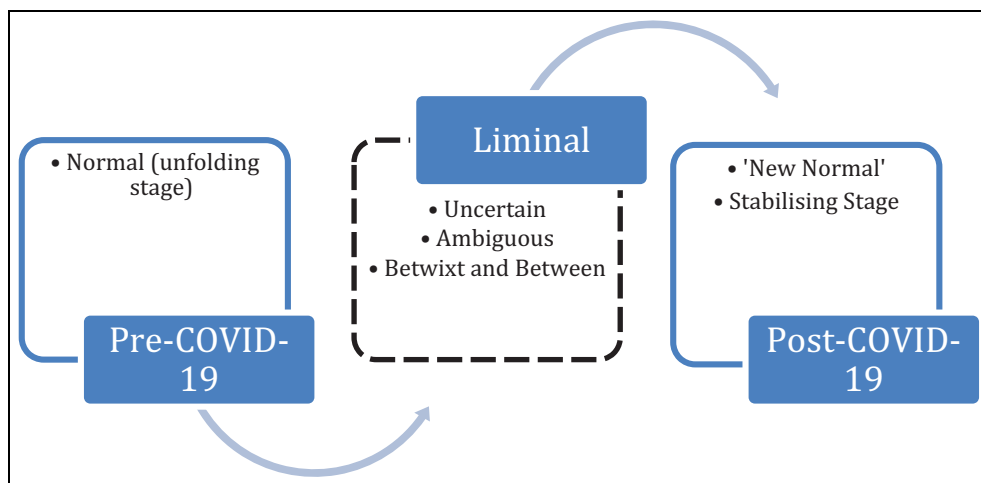 • Normal (unfolding
stage)
Pre-COVID-
19
Liminal
• Uncertain
• Ambiguous
• Betwixt and Between
• 'New Normal'
• Stabilising Stage
Post-COVID-
19